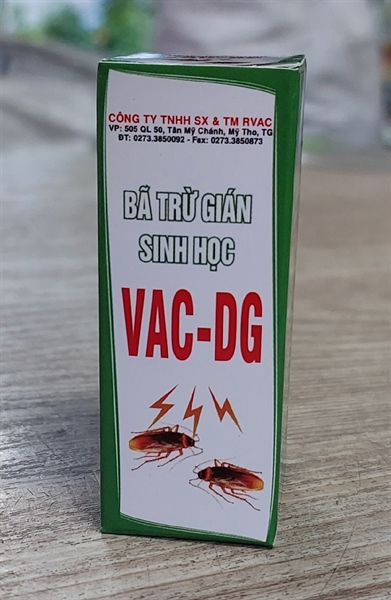 CÔNG TY TNHH SX & TM RVAC
VP: 505 QL 50, Tân Mỹ Chánh, Mỹ Tho, TG
ĐT: 0273.3850092 - Fax: 0273.3850873
BÃ TRỪ GIÁN
SINH HỌC
VAC-DG